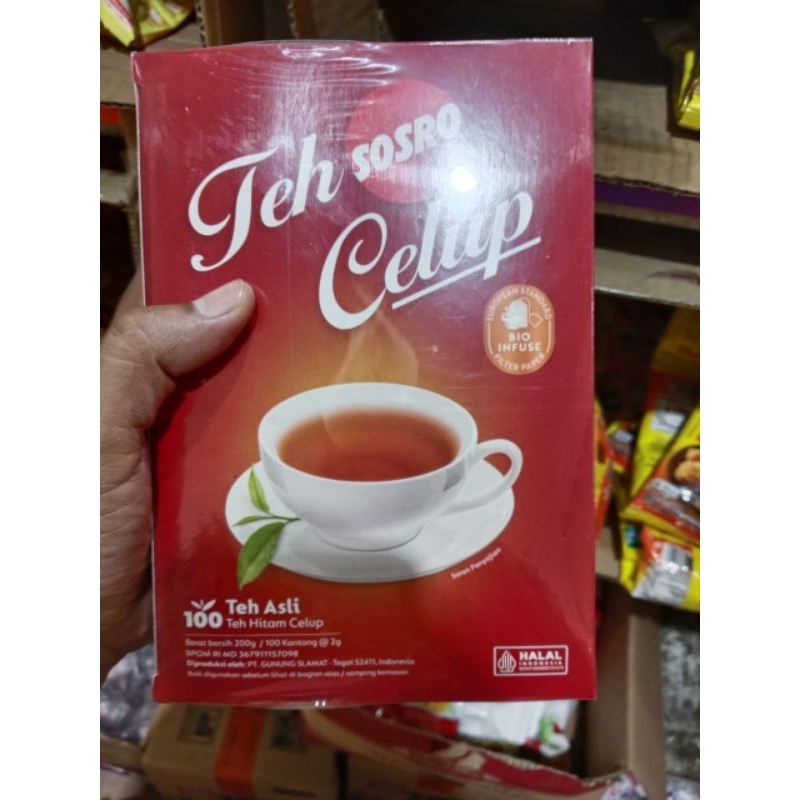 Teh SOSRO
Celup
EUROPEAN STANDARD
BIO
INFUSE
FILTER PAPER
Saran Penyajian
100 Teh Asli
Teh Hitam Celup
Berat bersih 200g / 100 Kantong @ 2g
BPOM RI MD 567911157098
Diproduksi oleh: PT. GUNUNG SLAMAT - Tegal 52411, Indonesia
Baik digunakan sebelum lihat di bagian atas / samping kemasan
HALAL
INDONESIA